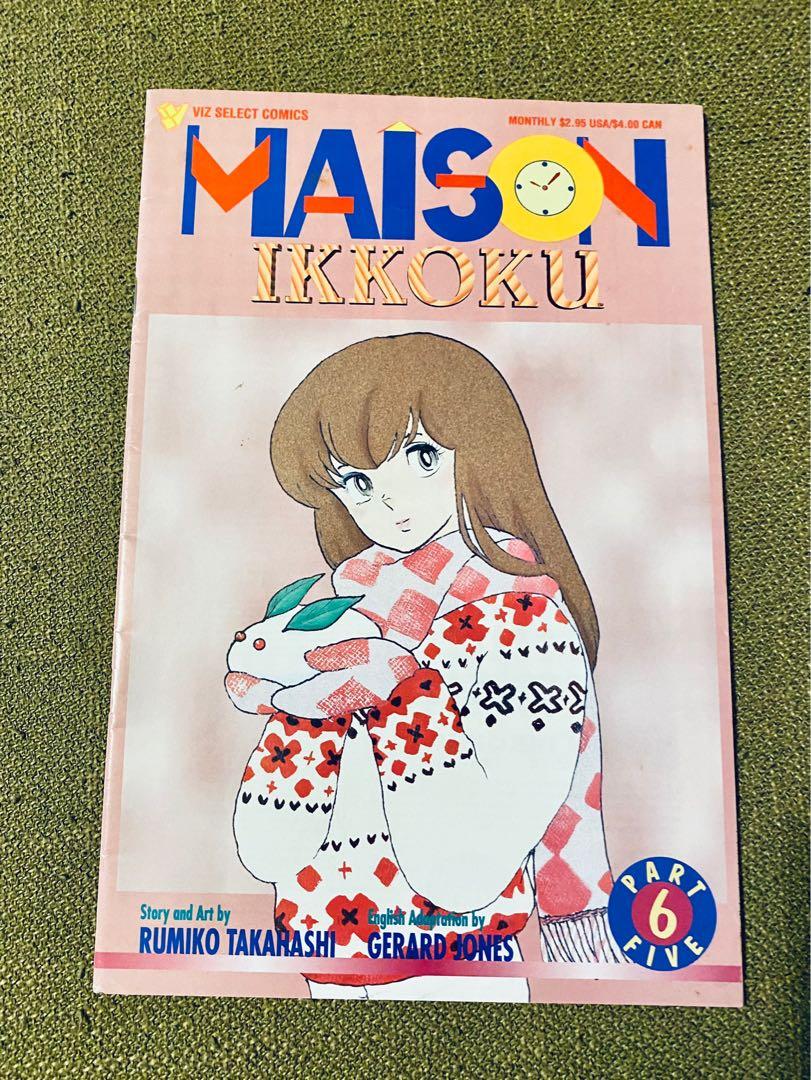 VIZ SELECT COMICS
MONTHLY $2.95 USA/$4.00 CAN
MAISON
IKKOKU
Story and Art by
RUMIKO TAKAHASHI
English Adaptation by
GERARD JONES
PART
6
FIVE